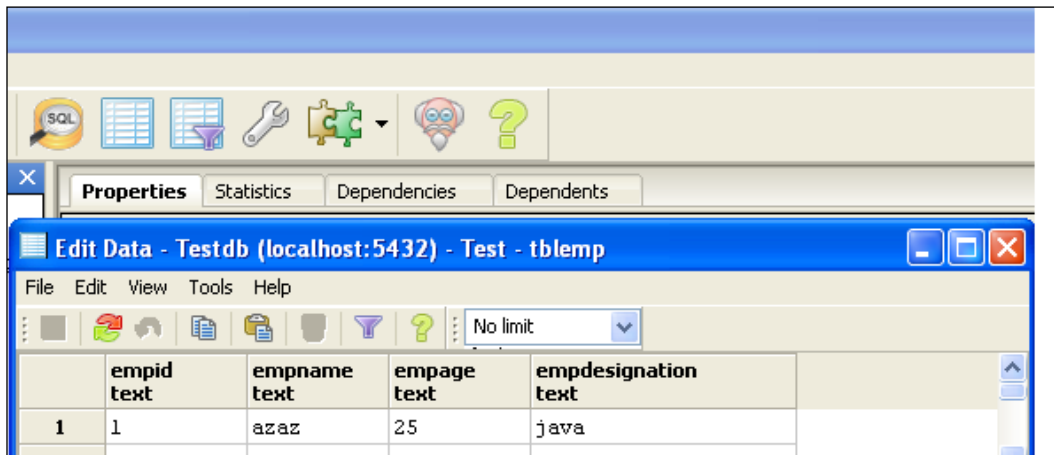 SQL
Properties Statistics Dependencies Dependents
Edit Data - Testdb (localhost:5432) - Test - tblemp
File Edit View Tools Help
No limit
empid empname empage empdesignation
text text text text
1 1 azaz 25 java